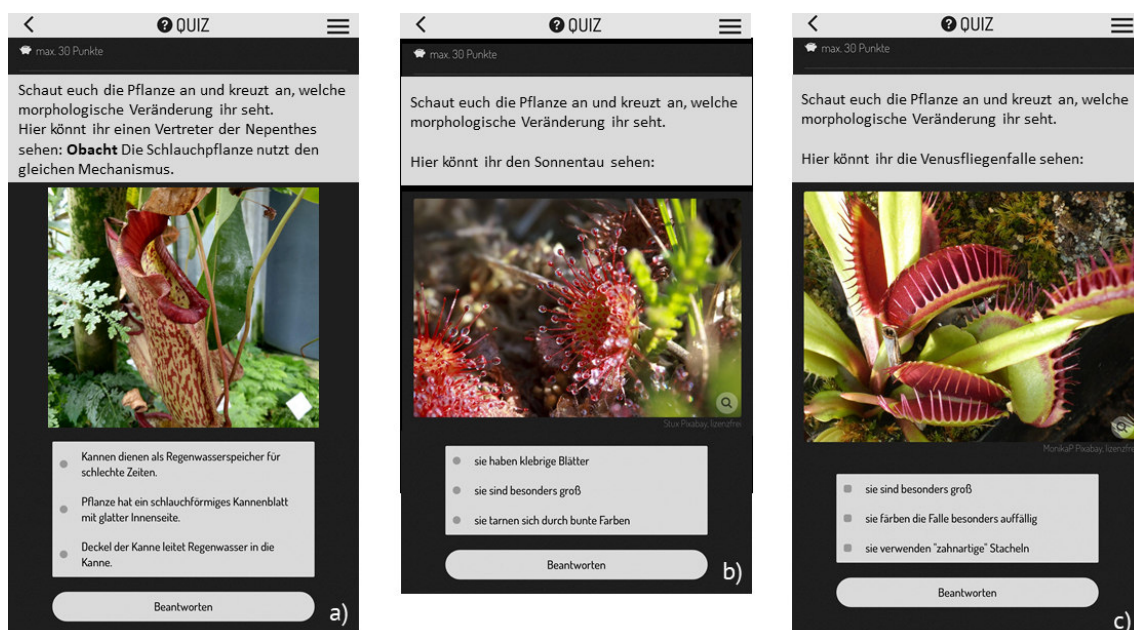 QUIZ
max. 30 Punkte
Schaut euch die Pflanze an und kreuzt an, welche
morphologische Veränderung ihr seht.
Hier könnt ihr einen Vertreter der Nepenthes
sehen: Obacht Die Schlauchpflanze nutzt den
gleichen Mechanismus.
Kannen dienen als Regenwasserspeicher für
schlechte Zeiten.
Pflanze hat ein schlauchförmiges Kannenblatt
mit glatter Innenseite.
Deckel der Kanne leitet Regenwasser in die
Kanne.
Beantworten
a)
QUIZ
max. 30 Punkte
Schaut euch die Pflanze an und kreuzt an, welche
morphologische Veränderung ihr seht.
Hier könnt ihr den Sonnentau sehen:
Stux Pixabay, lizenzfrei
sie haben klebrige Blätter
sie sind besonders groß
sie tarnen sich durch bunte Farben
Beantworten
b)
QUIZ
max. 30 Punkte
Schaut euch die Pflanze an und kreuzt an, welche
morphologische Veränderung ihr seht.
Hier könnt ihr die Venusfliegenfalle sehen:
MonikaP Pixabay, lizenzfrei
sie sind besonders groß
sie färben die Falle besonders auffällig
sie verwenden "zahnartige" Stacheln
Beantworten
c)